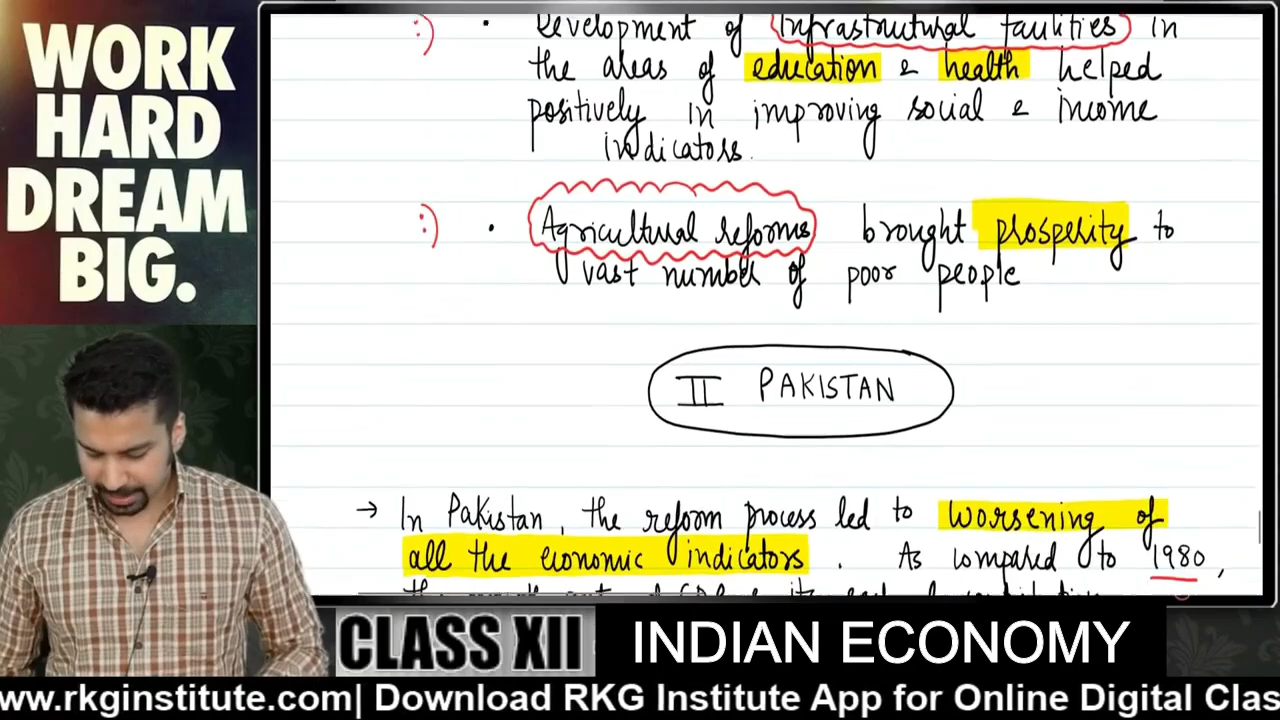 WORK
HARD
DREAM
BIG.
:) • Development of Infrastructural facilities in
the areas of education & health helped
positively in improving social & income
indicators.
:) • Agricultural reforms brought prosperity to
vast number of poor people
II PAKISTAN
→ In Pakistan, the reform process led to worsening of
all the economic indicators. As compared to 1980,
CLASS XII INDIAN ECONOMY
www.rkginstitute.com| Download RKG Institute App for Online Digital Clas